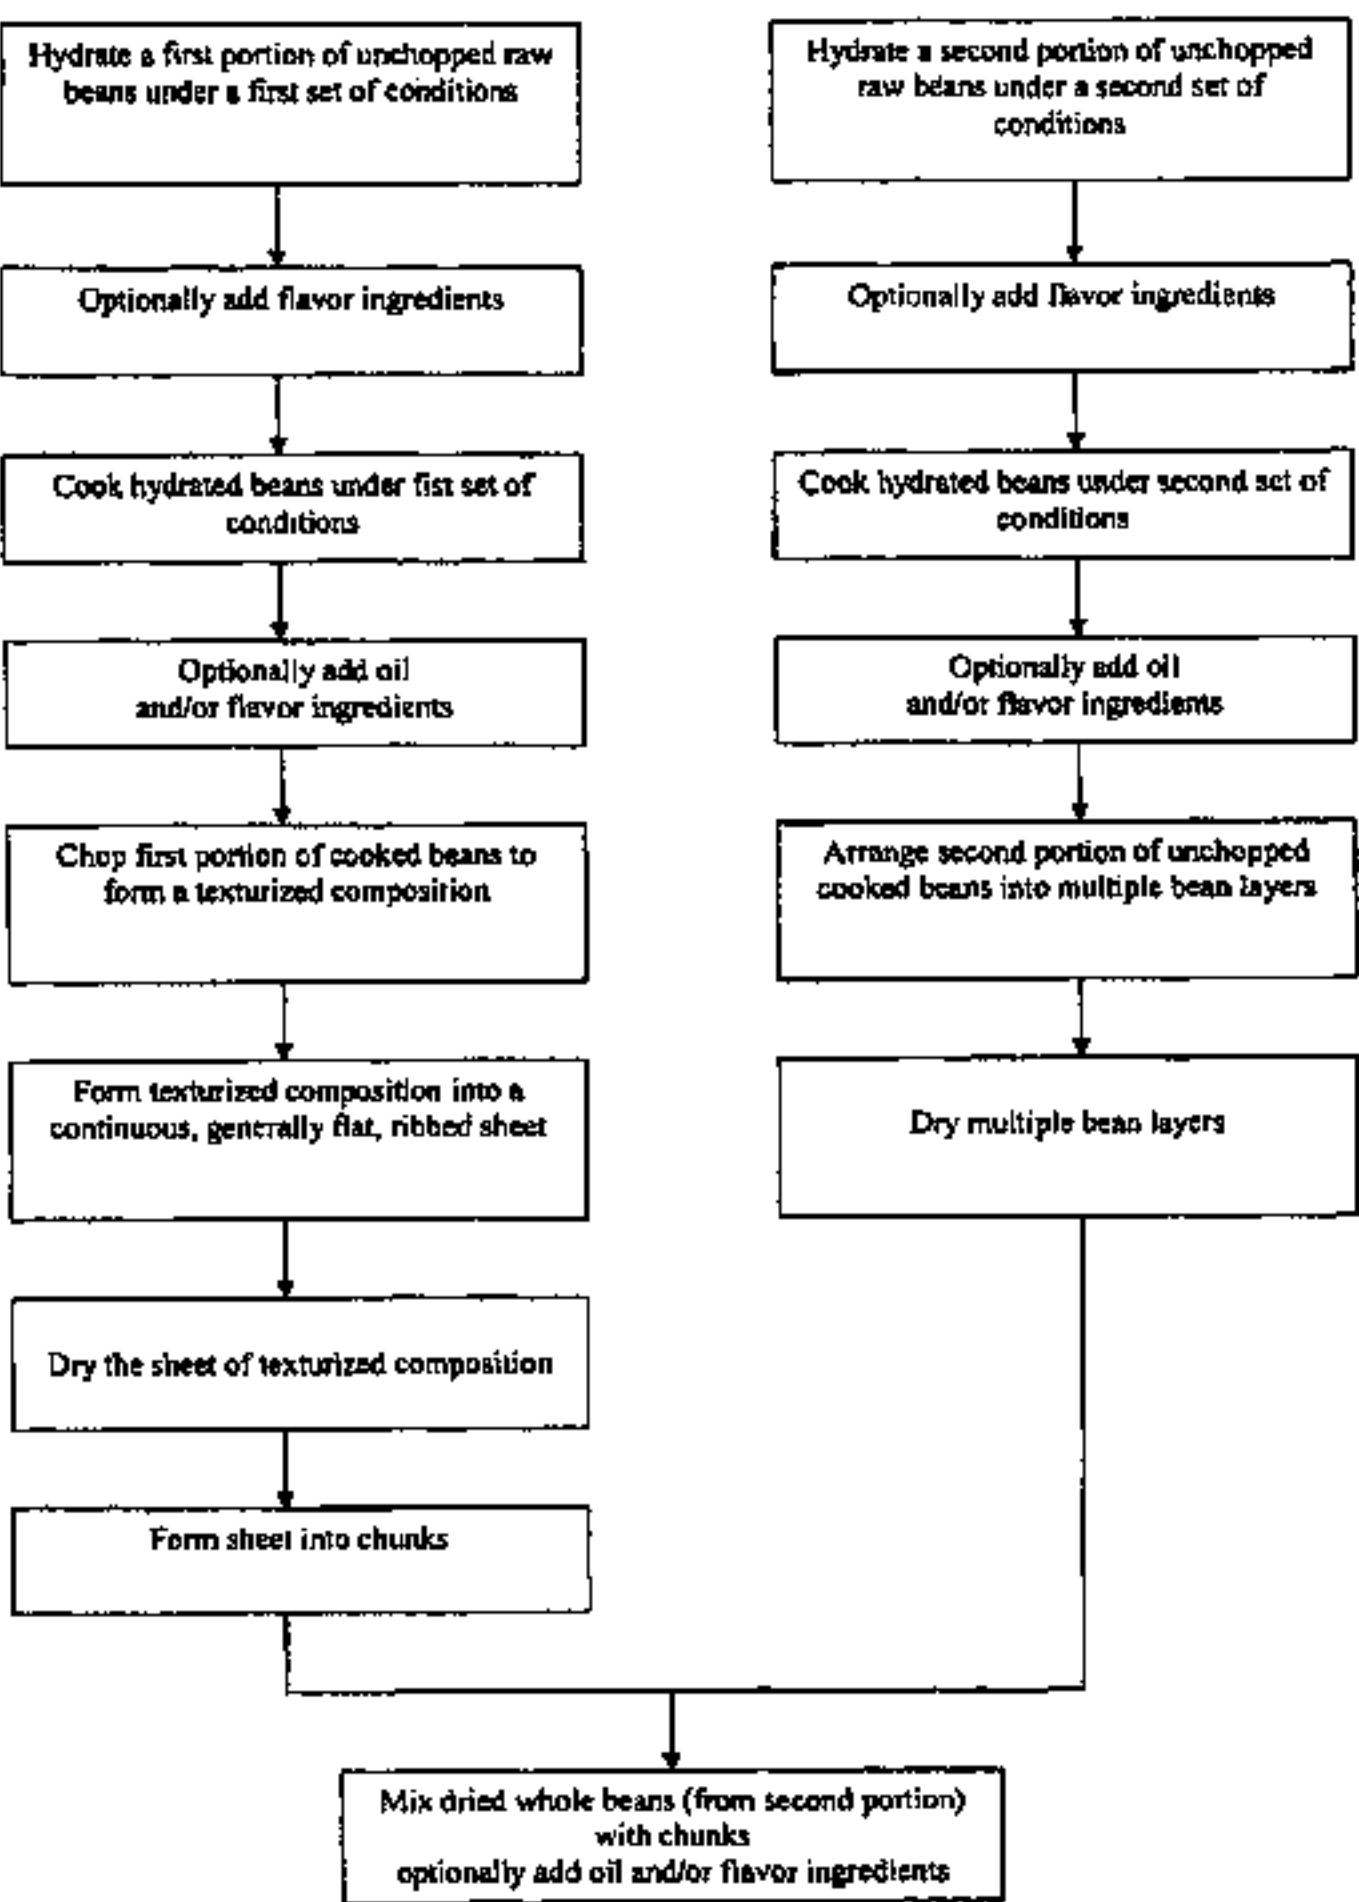 Hydrate a first portion of unchopped raw
beans under a first set of conditions
Optionally add flavor ingredients
Cook hydrated beans under fist set of
conditions
Optionally add oil
and/or flavor ingredients
Chop first portion of cooked beans to
form a texturized composition
Form texturized composition into a
continuous, generally flat, ribbed sheet
Dry the sheet of texturized composition
Form sheet into chunks
Hydrate a second portion of unchopped
raw beans under a second set of
conditions
Optionally add flavor ingredients
Cook hydrated beans under second set of
conditions
Optionally add oil
and/or flavor ingredients
Arrange second portion of unchopped
cooked beans into multiple bean layers
Dry multiple bean layers
Mix dried whole beans (from second portion)
with chunks
optionally add oil and/or flavor ingredients